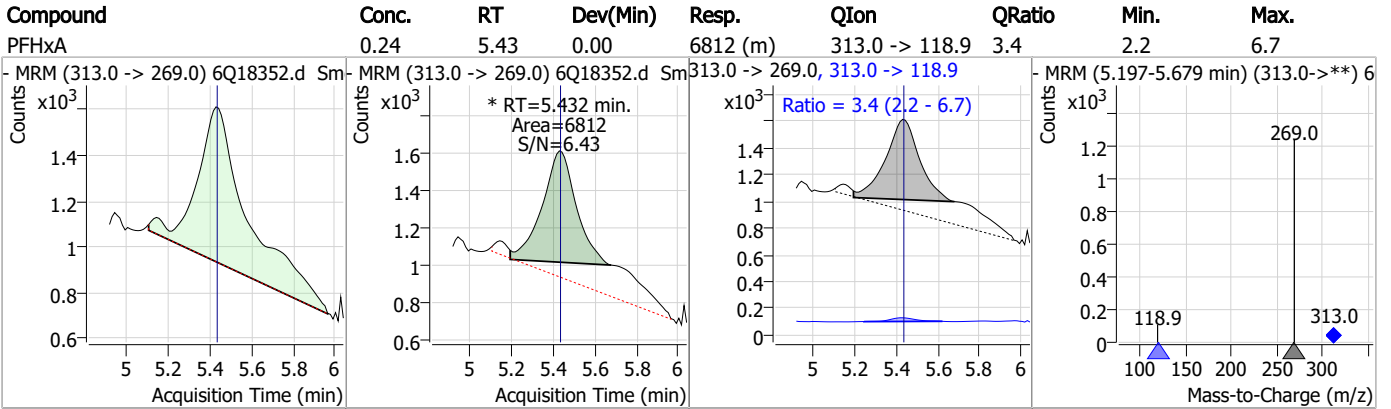 Compound Conc. RT Dev(Min) Resp. QIon QRatio Min. Max.
PFHxA 0.24 5.43 0.00 6812 (m) 313.0 -> 118.9 3.4 2.2 6.7
- MRM (313.0 -> 269.0) 6Q18352.d Sm
Counts
x10³
1.4
1.2
1
0.8
0.6
5 5.2 5.4 5.6 5.8 6
Acquisition Time (min)
- MRM (313.0 -> 269.0) 6Q18352.d Sm
Counts
x10³
* RT=5.432 min.
Area=6812
S/N=6.43
1.6
1.4
1.2
1
0.8
0.6
5 5.2 5.4 5.6 5.8 6
Acquisition Time (min)
313.0 -> 269.0, 313.0 -> 118.9
x10³
Ratio = 3.4 (2.2 - 6.7)
1.4
1.2
1
0.8
0.6
0.4
0.2
0
5 5.2 5.4 5.6 5.8 6
Acquisition Time (min)
- MRM (5.197-5.679 min) (313.0->**) 6
Counts
x10³
269.0
1.2
1
0.8
0.6
0.4
0.2
0
118.9
313.0
100 150 200 250 300
Mass-to-Charge (m/z)